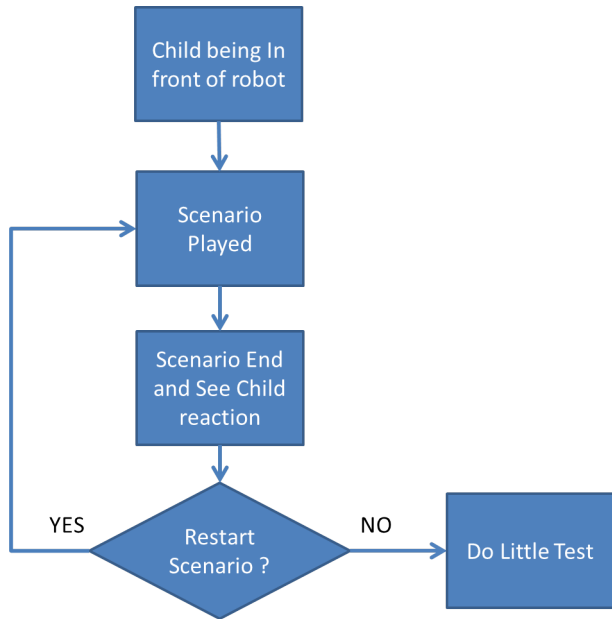 Child being In
front of robot
Scenario
Played
Scenario End
and See Child
reaction
YES
Restart
Scenario ?
NO
Do Little Test